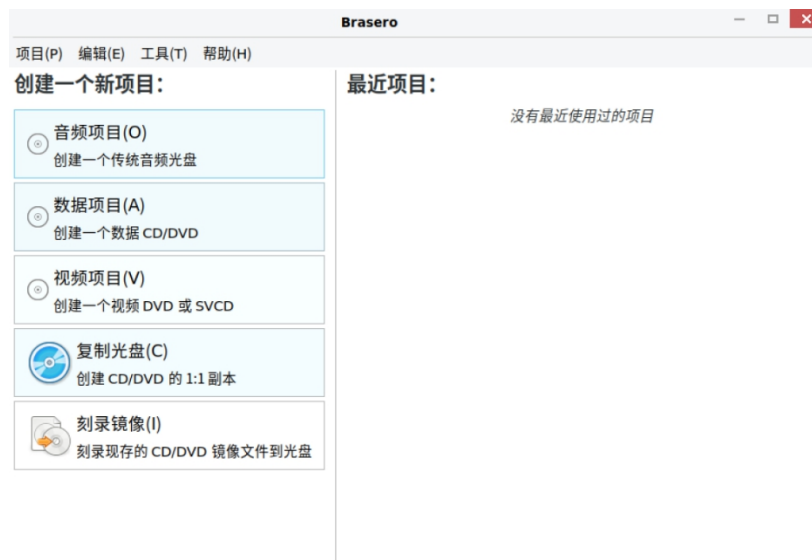 Brasero
项目(P) 编辑(E) 工具(T) 帮助(H)
创建一个新项目：
音频项目(O)
创建一个传统音频光盘
数据项目(A)
创建一个数据 CD/DVD
视频项目(V)
创建一个视频 DVD 或 SVCD
复制光盘(C)
创建 CD/DVD 的 1:1 副本
刻录镜像(I)
刻录现存的 CD/DVD 镜像文件到光盘
最近项目：
没有最近使用过的项目